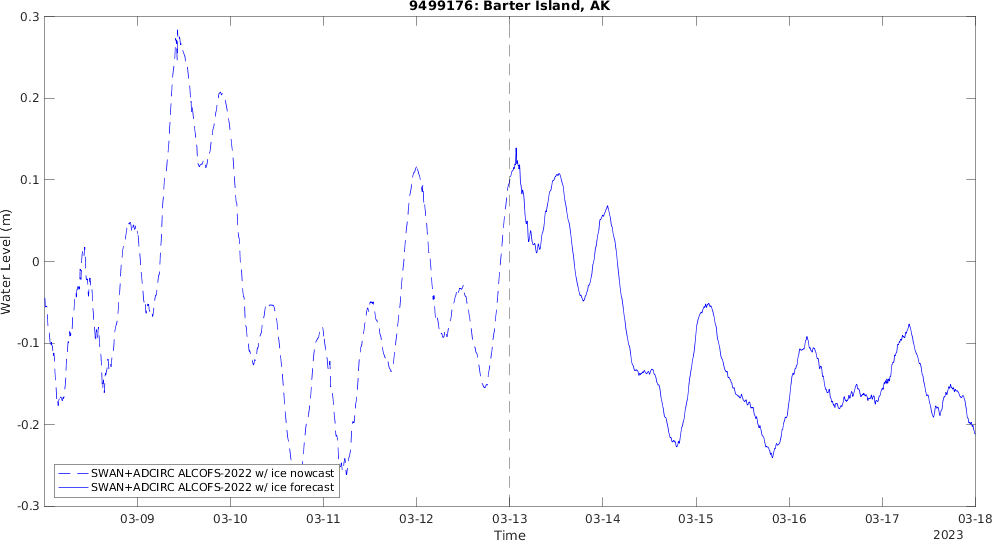 9499176: Barter Island, AK
0.3
0.2
0.1
0
-0.1
-0.2
-0.3
Water Level (m)
SWAN+ADCIRC ALCOFS-2022 w/ ice nowcast
SWAN+ADCIRC ALCOFS-2022 w/ ice forecast
03-09 03-10 03-11 03-12 03-13 03-14 03-15 03-16 03-17 03-18
Time
2023